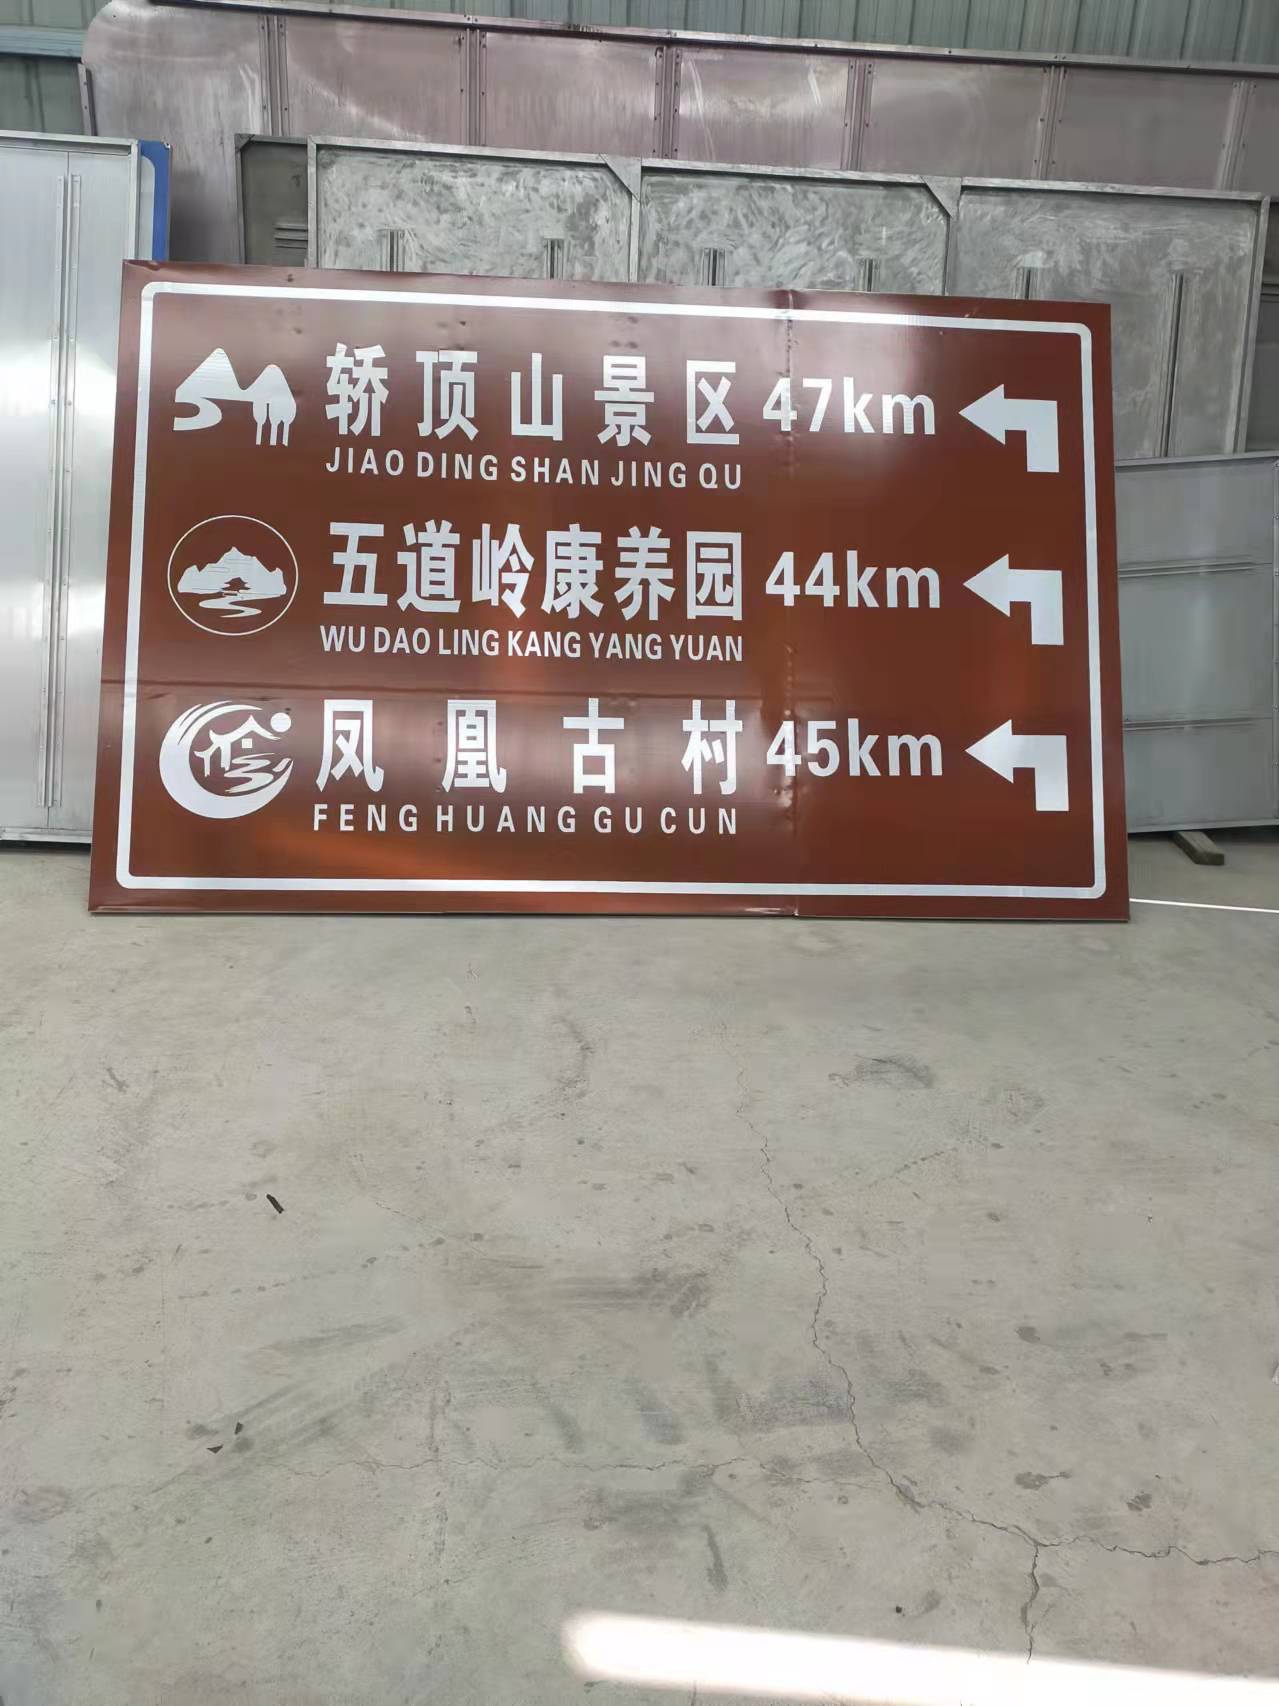 轿顶山景区 47km
JIAO DING SHAN JING QU
五道岭康养园 44km
WU DAO LING KANG YANG YUAN
凤凰古村 45km
FENG HUANG GU CUN